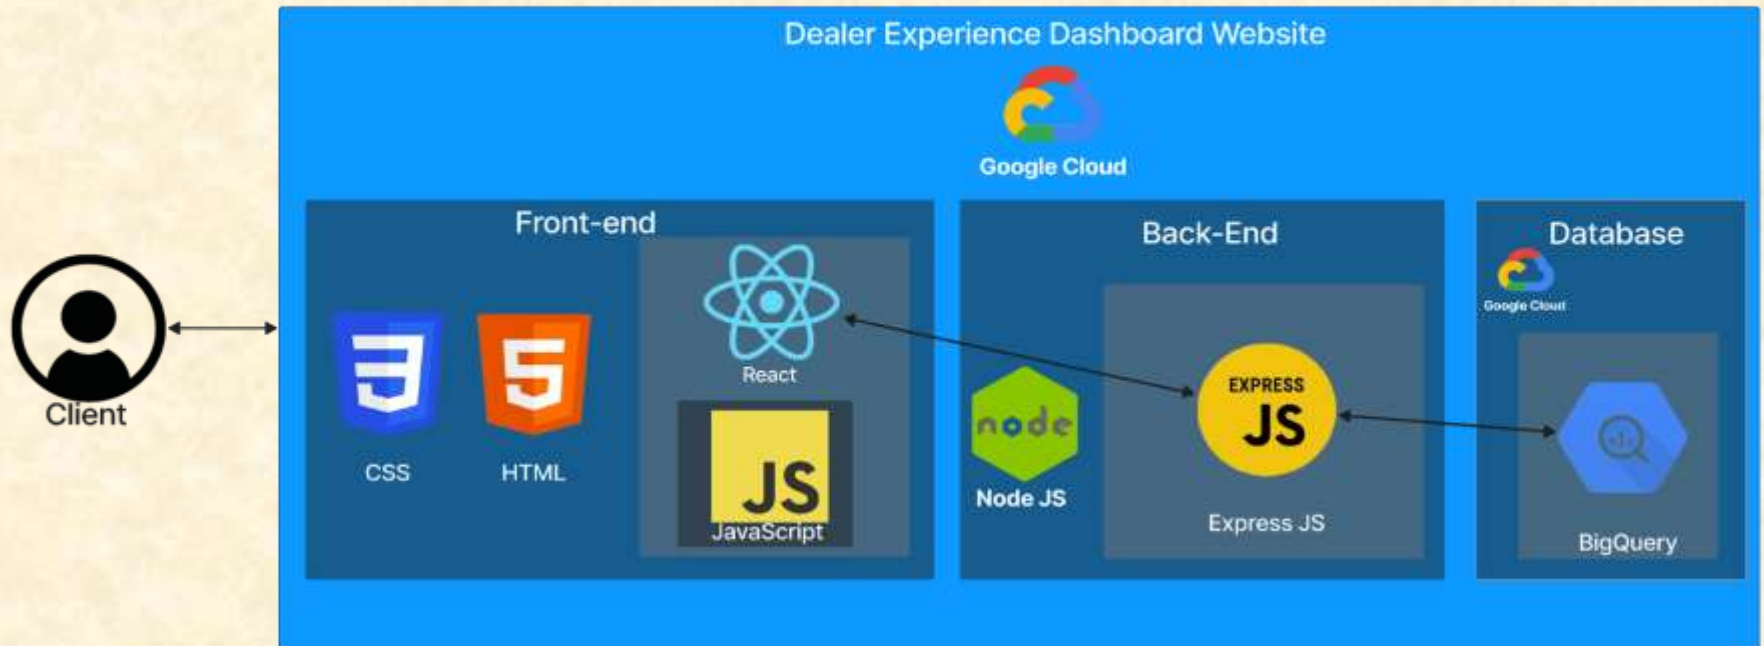 Dealer Experience Dashboard Website
Google Cloud
Front-end
Back-End
Database
Google Cloud
Client
CSS
HTML
React
JS
JavaScript
node
Node JS
EXPRESS
JS
Express JS
BigQuery